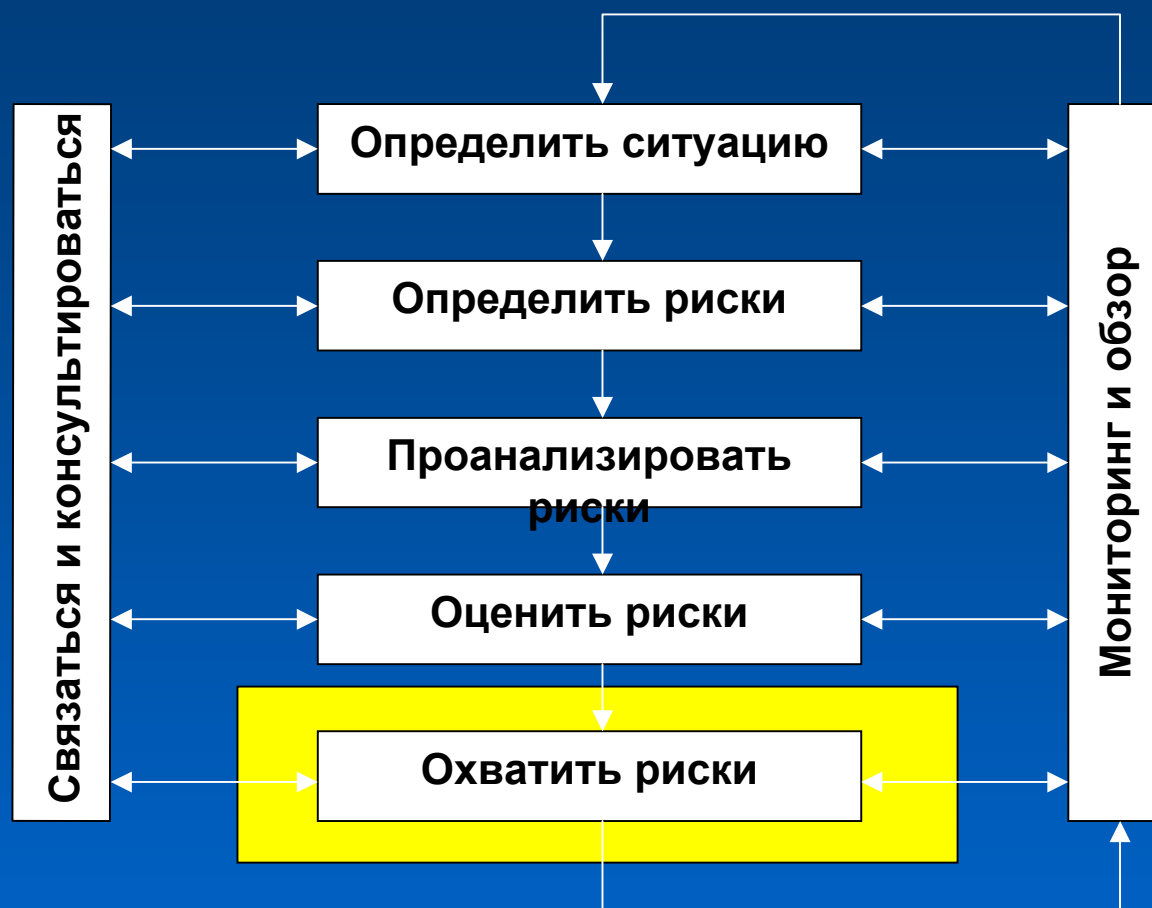 Связаться и консультироваться
Определить ситуацию
Определить риски
Проанализировать
риски
Оценить риски
Охватить риски
Мониторинг и обзор